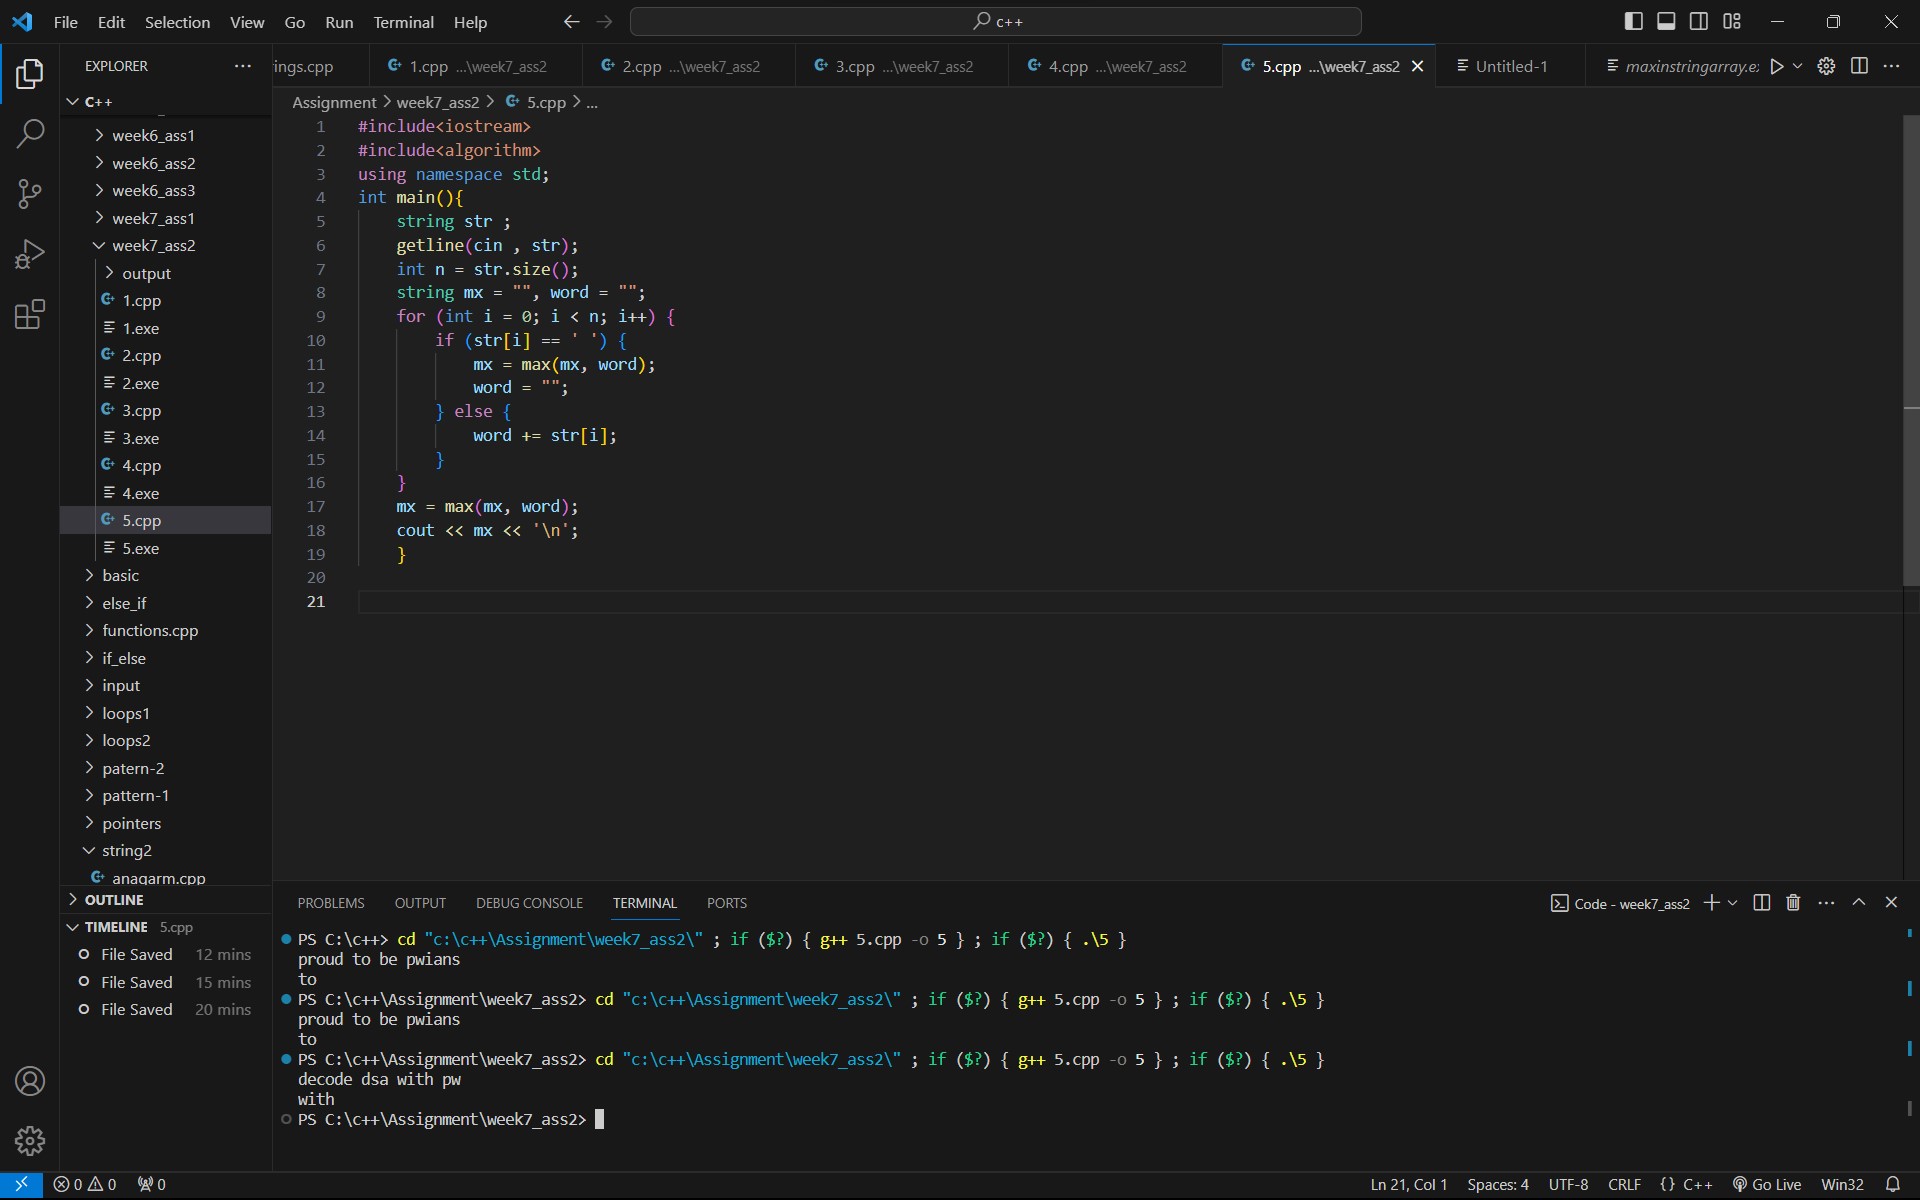 File Edit Selection View Go Run Terminal Help
c++
EXPLORER
ings.cpp
1.cpp ...\week7_ass2
2.cpp ...\week7_ass2
3.cpp ...\week7_ass2
4.cpp ...\week7_ass2
5.cpp ...\week7_ass2
Untitled-1
maxinstringarray.e
C++
week6_ass1
week6_ass2
week6_ass3
week7_ass1
week7_ass2
output
1.cpp
1.exe
2.cpp
2.exe
3.cpp
3.exe
4.cpp
4.exe
5.cpp
5.exe
basic
else_if
functions.cpp
if_else
input
loops1
loops2
patern-2
pattern-1
pointers
string2
anagarm.cpp
OUTLINE
TIMELINE 5.cpp
File Saved 12 mins
File Saved 15 mins
File Saved 20 mins
Assignment > week7_ass2 > 5.cpp > ...
1 #include<iostream>
2 #include<algorithm>
3 using namespace std;
4 int main(){
5 string str ;
6 getline(cin , str);
7 int n = str.size();
8 string mx = "", word = "";
9 for (int i = 0; i < n; i++) {
10 if (str[i] == ' ') {
11 mx = max(mx, word);
12 word = "";
13 } else {
14 word += str[i];
15 }
16 }
17 mx = max(mx, word);
18 cout << mx << '\n';
19 }
20
21
PROBLEMS OUTPUT DEBUG CONSOLE TERMINAL PORTS
Code - week7_ass2
PS C:\c++> cd "c:\c++\Assignment\week7_ass2\" ; if ($?) { g++ 5.cpp -o 5 } ; if ($?) { .\5 }
proud to be pwians
to
PS C:\c++\Assignment\week7_ass2> cd "c:\c++\Assignment\week7_ass2\" ; if ($?) { g++ 5.cpp -o 5 } ; if ($?) { .\5 }
proud to be pwians
to
PS C:\c++\Assignment\week7_ass2> cd "c:\c++\Assignment\week7_ass2\" ; if ($?) { g++ 5.cpp -o 5 } ; if ($?) { .\5 }
decode dsa with pw
with
PS C:\c++\Assignment\week7_ass2>
0 0 0
Ln 21, Col 1 Spaces: 4 UTF-8 CRLF {} C++ Go Live Win32